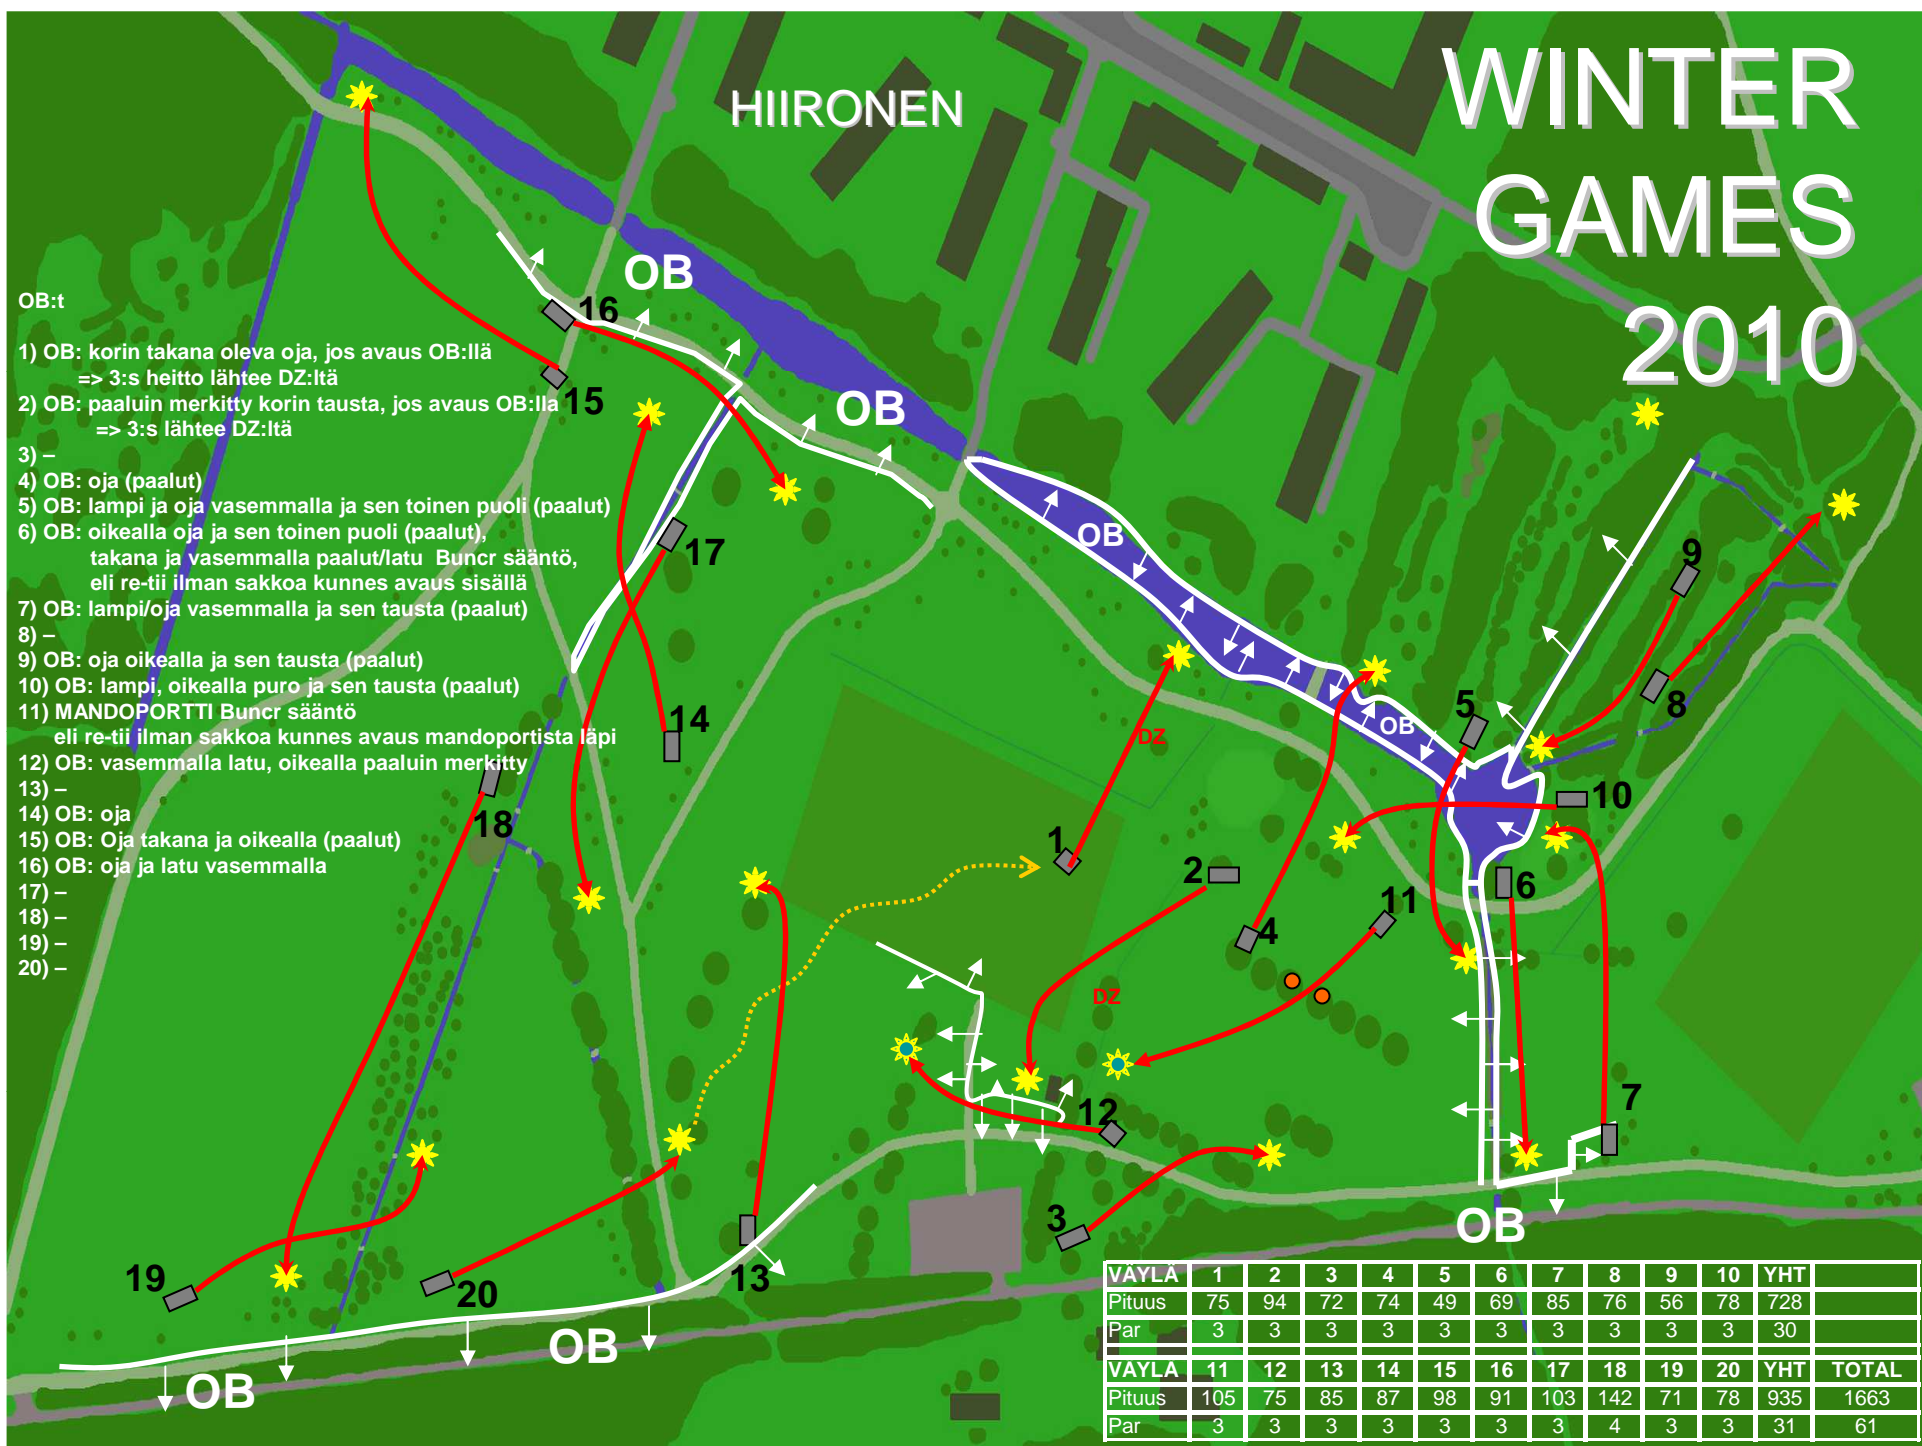 WINTER
GAMES
2010
HIIRONEN
OB
OB
OB
OB
OB
OB
OB
OB:t
1) OB: korin takana oleva oja, jos avaus OB:llä
=> 3:s heitto lähtee DZ:ltä
2) OB: paaluin merkitty korin tausta, jos avaus OB:lla
=> 3:s lähtee DZ:ltä
3) –
4) OB: oja (paalut)
5) OB: lampi ja oja vasemmalla ja sen toinen puoli (paalut)
6) OB: oikealla oja ja sen toinen puoli (paalut),
takana ja vasemmalla paalut/latu Buncr sääntö,
eli re-tii ilman sakkoa kunnes avaus sisällä
7) OB: lampi/oja vasemmalla ja sen tausta (paalut)
8) –
9) OB: oja oikealla ja sen tausta (paalut)
10) OB: lampi, oikealla puro ja sen tausta (paalut)
11) MANDOPORTTI Buncr sääntö
eli re-tii ilman sakkoa kunnes avaus mandoportista läpi
12) OB: vasemmalla latu, oikealla paaluin merkitty
13) –
14) OB: oja
15) OB: Oja takana ja oikealla (paalut)
16) OB: oja ja latu vasemmalla
17) –
18) –
19) –
20) –
16
15
17
9
8
5
14
DZ
10
18
1
2
6
11
4
DZ
12
7
3
13
19
20
VÄYLÄ 1 2 3 4 5 6 7 8 9 10 YHT
Pituus 75 94 72 74 49 69 85 76 56 78 728
Par 3 3 3 3 3 3 3 3 3 3 30
VÄYLÄ 11 12 13 14 15 16 17 18 19 20 YHT TOTAL
Pituus 105 75 85 87 98 91 103 142 71 78 935 1663
Par 3 3 3 3 3 3 3 4 3 3 31 61